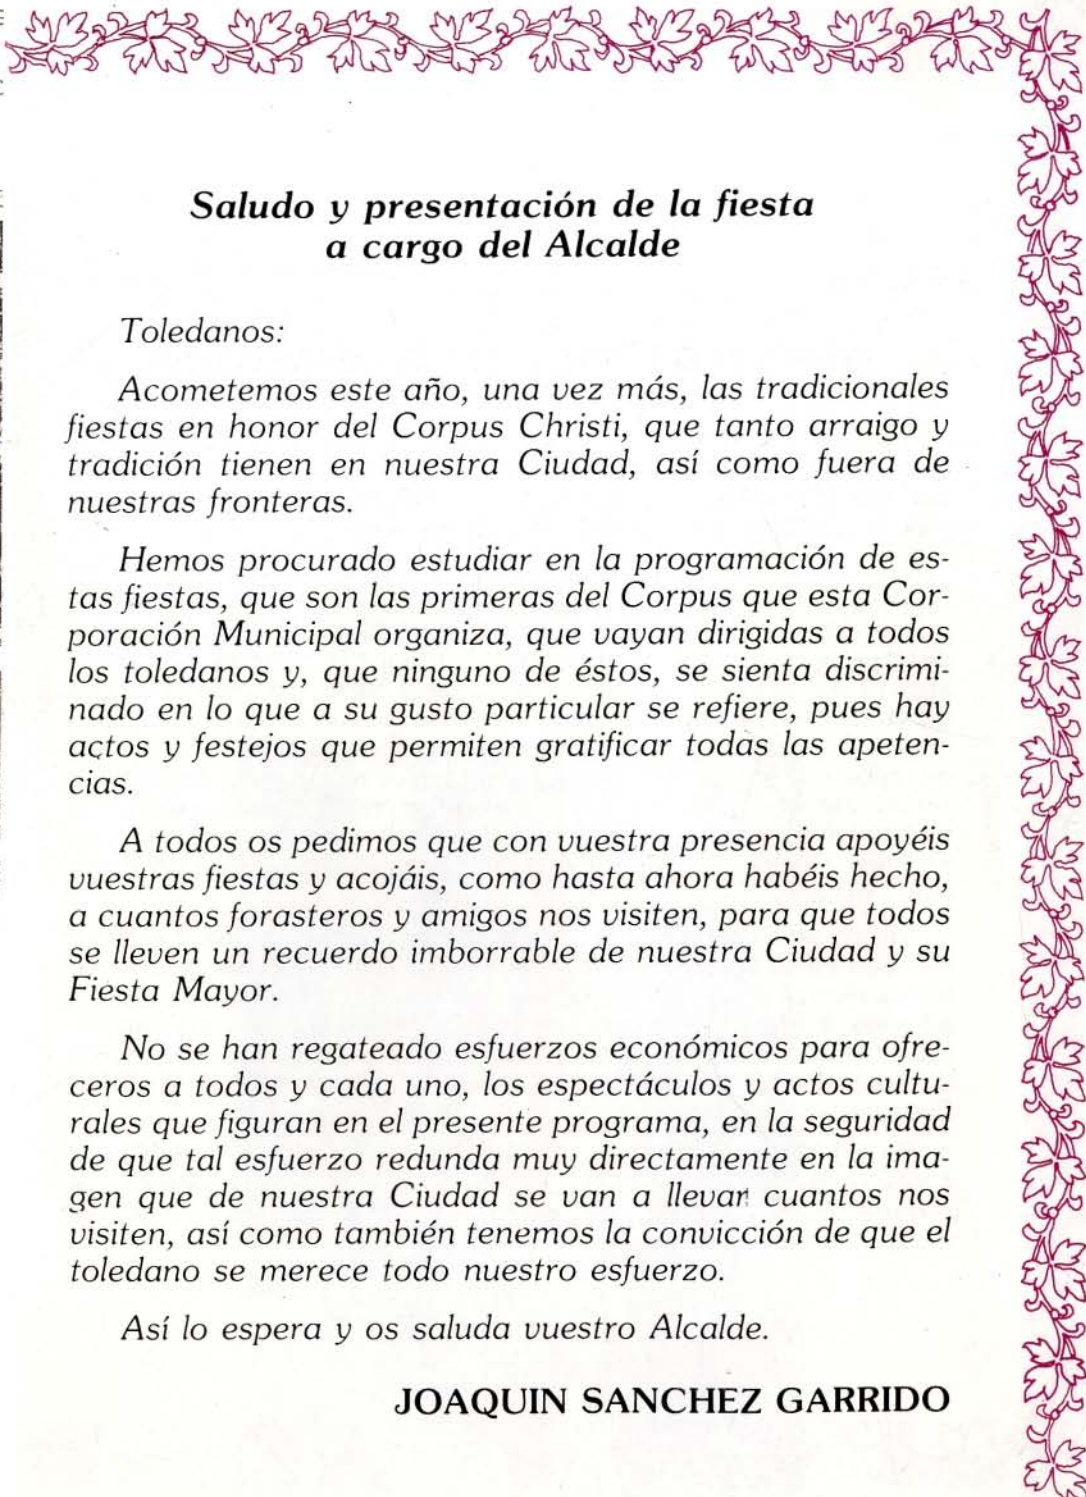 Saludo y presentación de la fiesta
a cargo del Alcalde
Toledanos:
Acometemos este año, una vez más, las tradicionales
fiestas en honor del Corpus Christi, que tanto arraigo y
tradición tienen en nuestra Ciudad, así como fuera de
nuestras fronteras.
Hemos procurado estudiar en la programación de es-
tas fiestas, que son las primeras del Corpus que esta Cor-
poración Municipal organiza, que vayan dirigidas a todos
los toledanos y, que ninguno de éstos, se sienta discrimi-
nado en lo que a su gusto particular se refiere, pues hay
actos y festejos que permiten gratificar todas las apeten-
cias.
A todos os pedimos que con vuestra presencia apoyéis
vuestras fiestas y acojáis, como hasta ahora habéis hecho,
a cuantos forasteros y amigos nos visiten, para que todos
se lleven un recuerdo imborrable de nuestra Ciudad y su
Fiesta Mayor.
No se han regateado esfuerzos económicos para ofre-
ceros a todos y cada uno, los espectáculos y actos cultu-
rales que figuran en el presente programa, en la seguridad
de que tal esfuerzo redunda muy directamente en la ima-
gen que de nuestra Ciudad se van a llevar cuantos nos
visiten, así como también tenemos la convicción de que el
toledano se merece todo nuestro esfuerzo.
Así lo espera y os saluda vuestro Alcalde.
JOAQUIN SANCHEZ GARRIDO